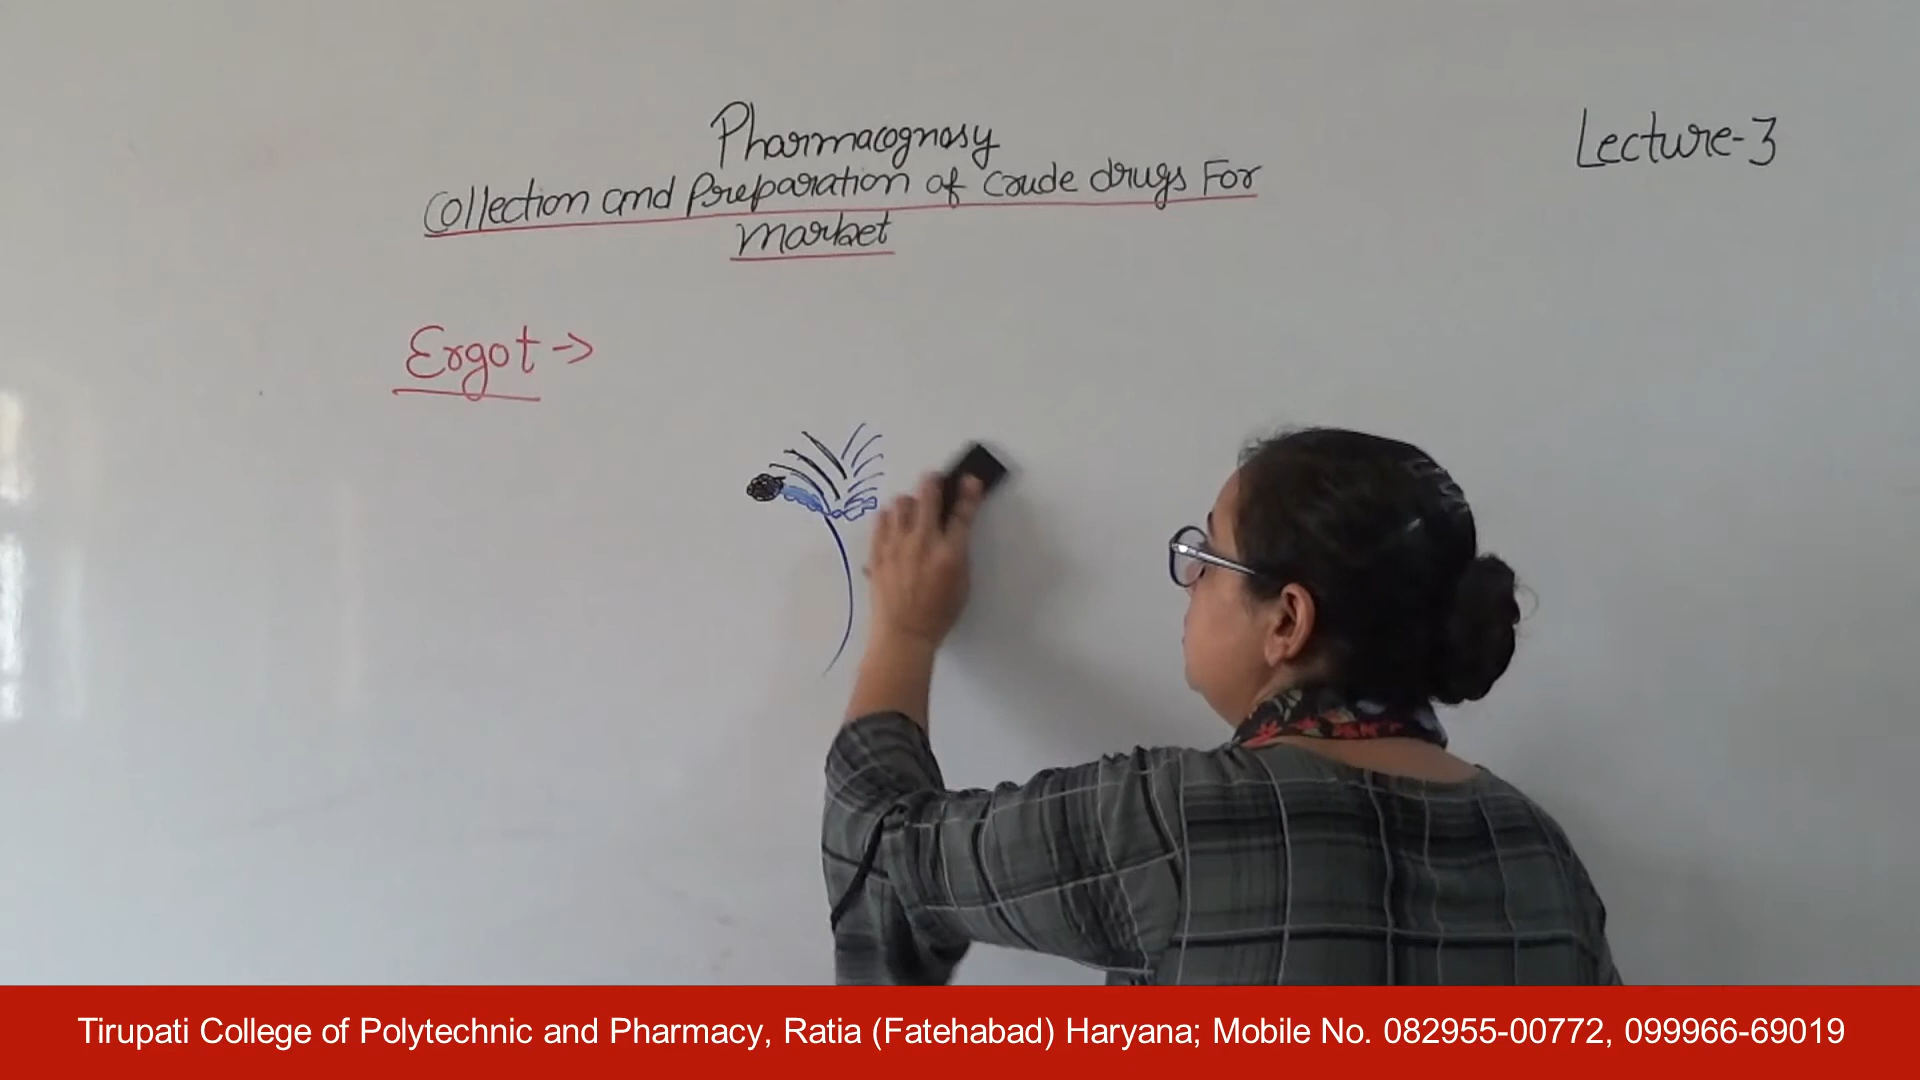 Pharmacognosy
Lecture-3
Collection and Preparation of Crude drugs For
market
Ergot →
Tirupati College of Polytechnic and Pharmacy, Ratia (Fatehabad) Haryana; Mobile No. 082955-00772, 099966-69019